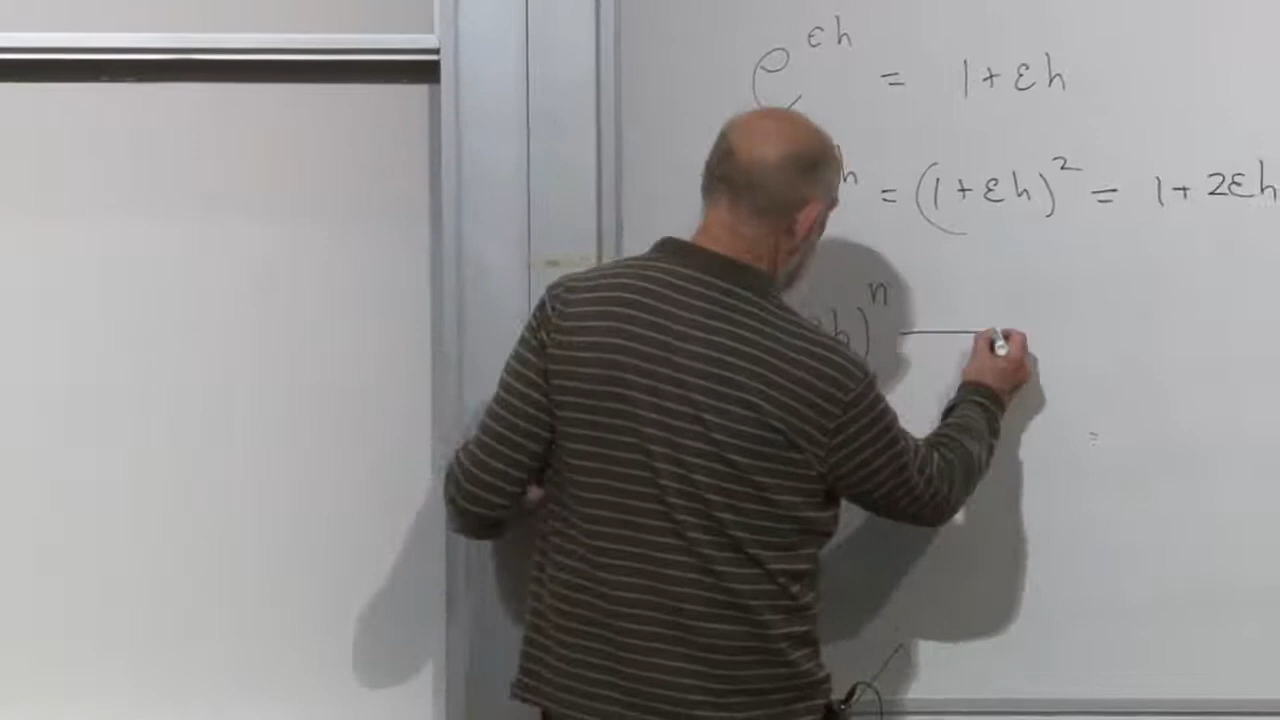 e^{εh} = 1 + εh
h = (1 + εh)^2 = 1 + 2εh
h)^n
=